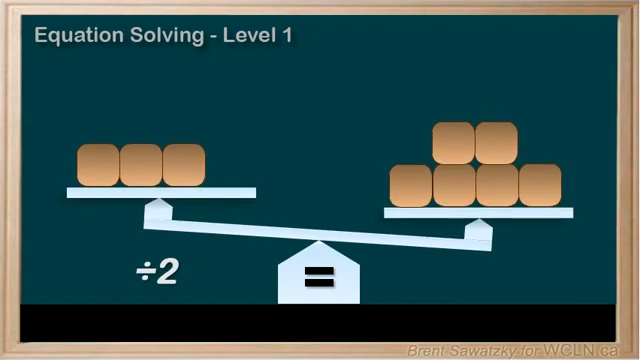 Equation Solving - Level 1
÷2
=
Brent Sawatzky for WCLN.ca